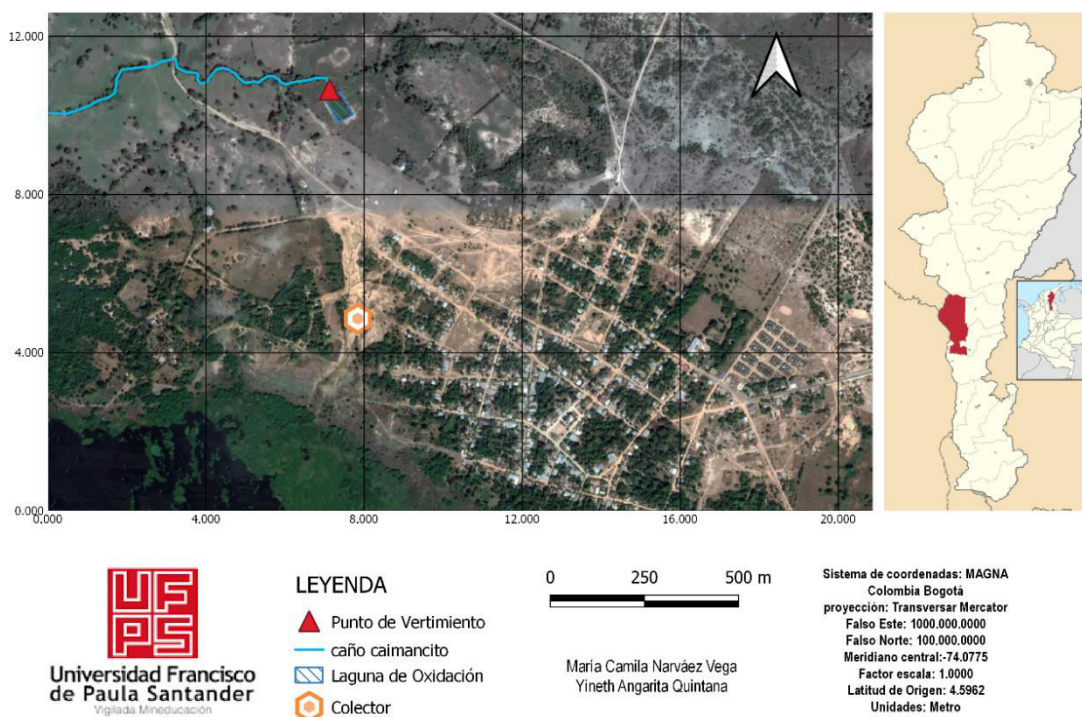 12.000
8.000
4.000
0.000
0.000
4.000
8.000
12.000
16.000
20.000
UFPS
Universidad Francisco
de Paula Santander
Vigilada Mineducación
LEYENDA
Punto de Vertimiento
caño caimancito
Laguna de Oxidación
Colector
0
250
500 m
María Camila Narváez Vega
Yineth Angarita Quintana
Sistema de coordenadas: MAGNA
Colombia Bogotá
proyección: Transversar Mercator
Falso Este: 1000.000.0000
Falso Norte: 100.000.0000
Meridiano central:-74.0775
Factor escala: 1.0000
Latitud de Origen: 4.5962
Unidades: Metro